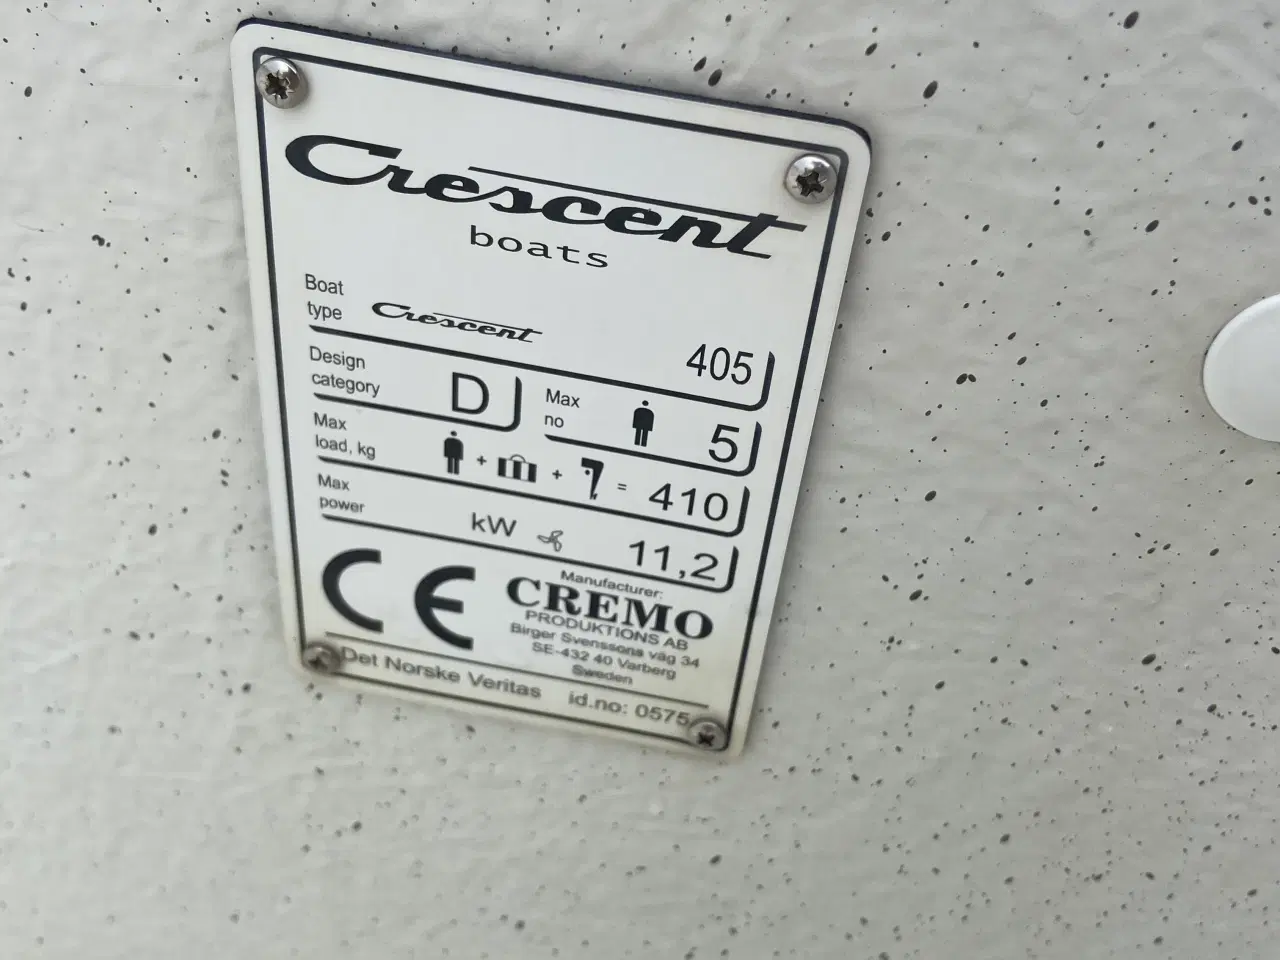 Crescent
boats
Boat type Crescent 405
Design category D Max no 5
Max load, kg + + = 410
Max power kW 11,2
CE
Manufacturer:
CREMO
PRODUKTIONS AB
Birger Svenssons väg 34
SE-432 40 Varberg
Sweden
Det Norske Veritas id.no: 0575